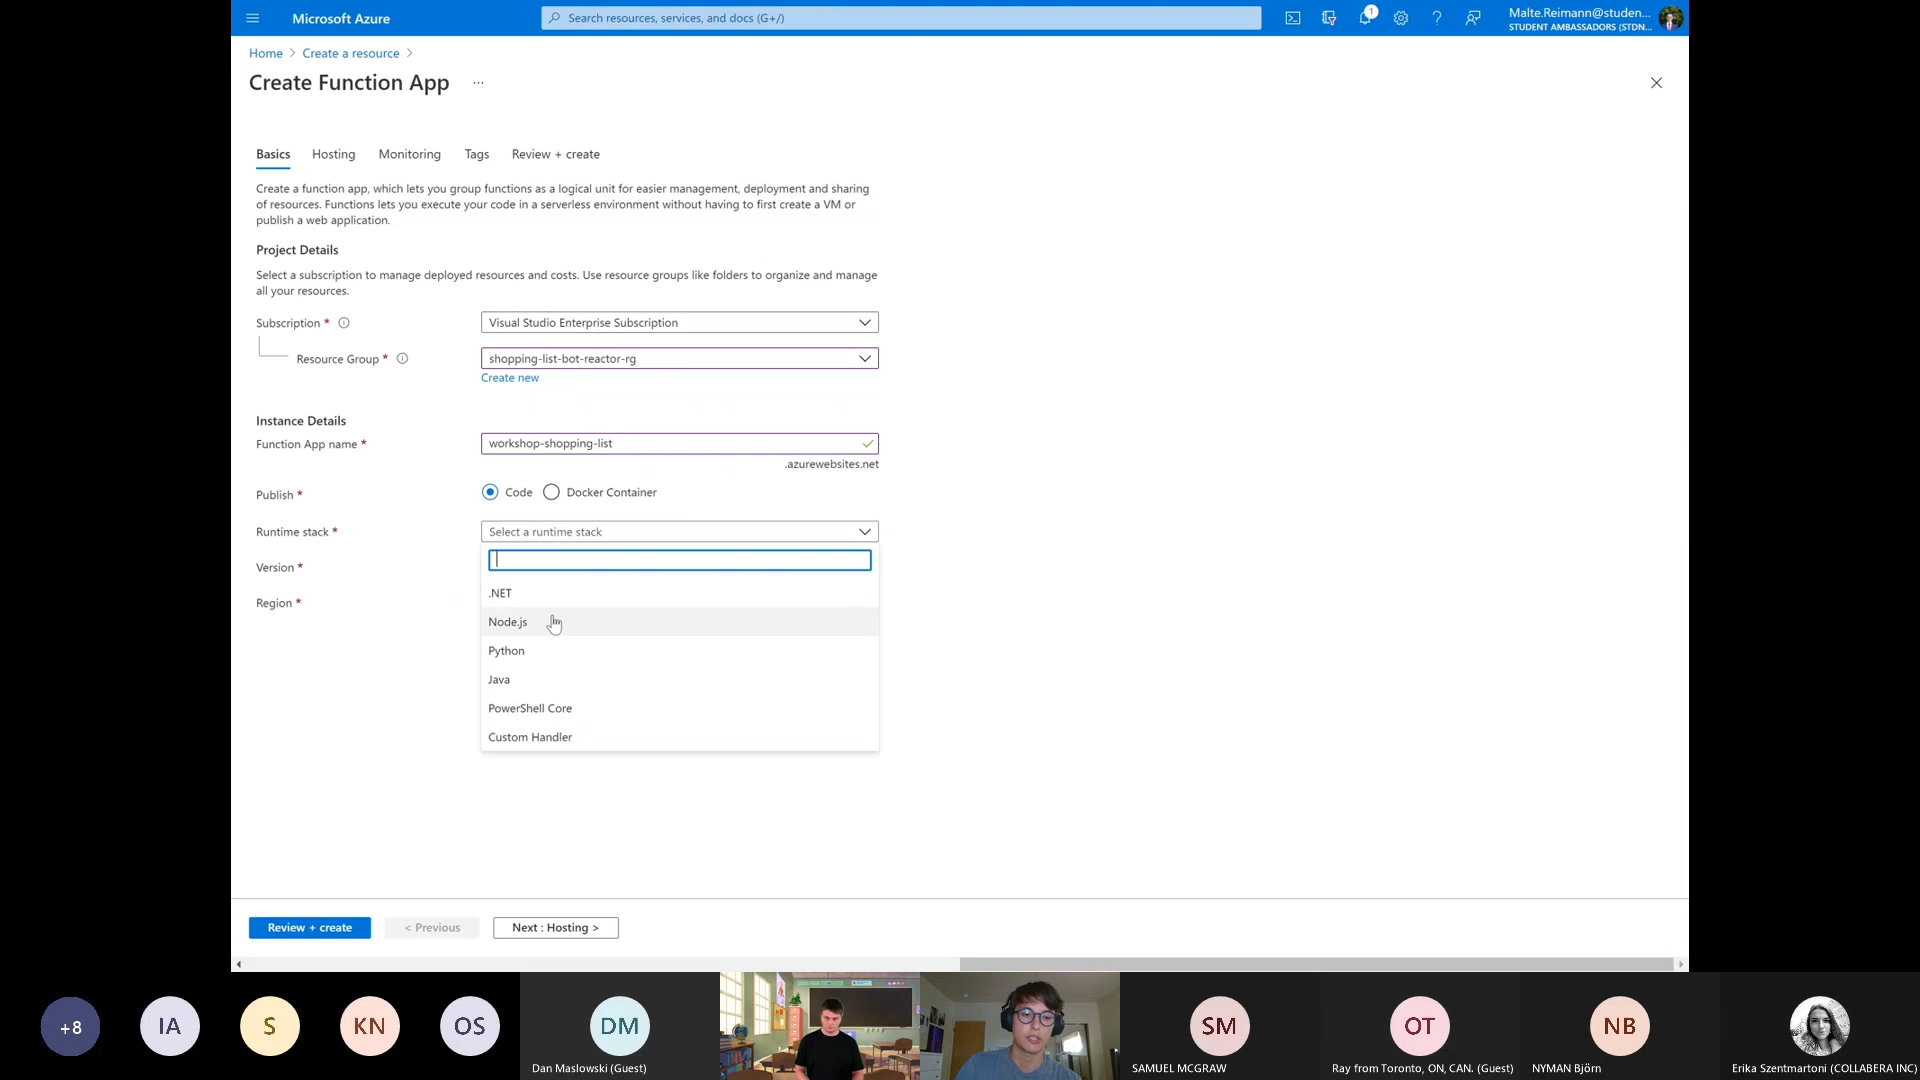 Microsoft Azure
Search resources, services, and docs (G+/)
1
Malte.Reimann@studen...
STUDENT AMBASSADORS (STDN...
Home > Create a resource >
Create Function App ...
Basics
Hosting
Monitoring
Tags
Review + create
Create a function app, which lets you group functions as a logical unit for easier management, deployment and sharing
of resources. Functions lets you execute your code in a serverless environment without having to first create a VM or
publish a web application.
Project Details
Select a subscription to manage deployed resources and costs. Use resource groups like folders to organize and manage
all your resources.
Subscription *
Visual Studio Enterprise Subscription
Resource Group *
shopping-list-bot-reactor-rg
Create new
Instance Details
Function App name *
workshop-shopping-list
.azurewebsites.net
Publish *
Code
Docker Container
Runtime stack *
Select a runtime stack
Version *
Region *
.NET
Node.js
Python
Java
PowerShell Core
Custom Handler
Review + create
< Previous
Next : Hosting >
+8
IA
S
KN
OS
DM
Dan Maslowski (Guest)
SM
SAMUEL MCGRAW
OT
Ray from Toronto, ON, CAN. (Guest)
NB
NYMAN Björn
Erika Szentmartoni (COLLABERA INC)